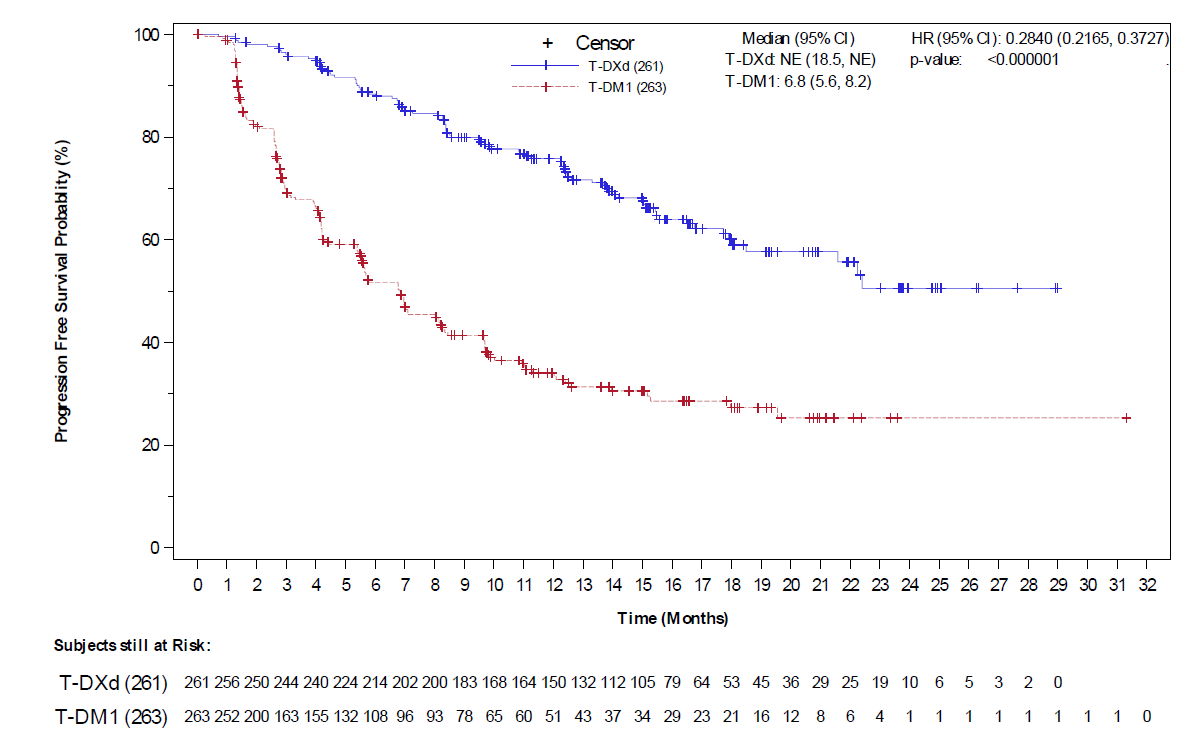 100
80
60
40
20
0
Progression Free Survival Probability (%)
+ Censor
T-DXd (261)
T-DM1 (263)
Median (95% CI)
T-DXd: NE (18.5, NE)
T-DM1: 6.8 (5.6, 8.2)
HR (95% CI): 0.2840 (0.2165, 0.3727)
p-value: <0.000001 .
0 1 2 3 4 5 6 7 8 9 10 11 12 13 14 15 16 17 18 19 20 21 22 23 24 25 26 27 28 29 30 31 32
Time (Months)
Subjects still at Risk:
T-DXd (261) 261 256 250 244 240 224 214 202 200 183 168 164 150 132 112 105 79 64 53 45 36 29 25 19 10 6 5 3 2 0
T-DM1 (263) 263 252 200 163 155 132 108 96 93 78 65 60 51 43 37 34 29 23 21 16 12 8 6 4 1 1 1 1 1 1 1 1 0